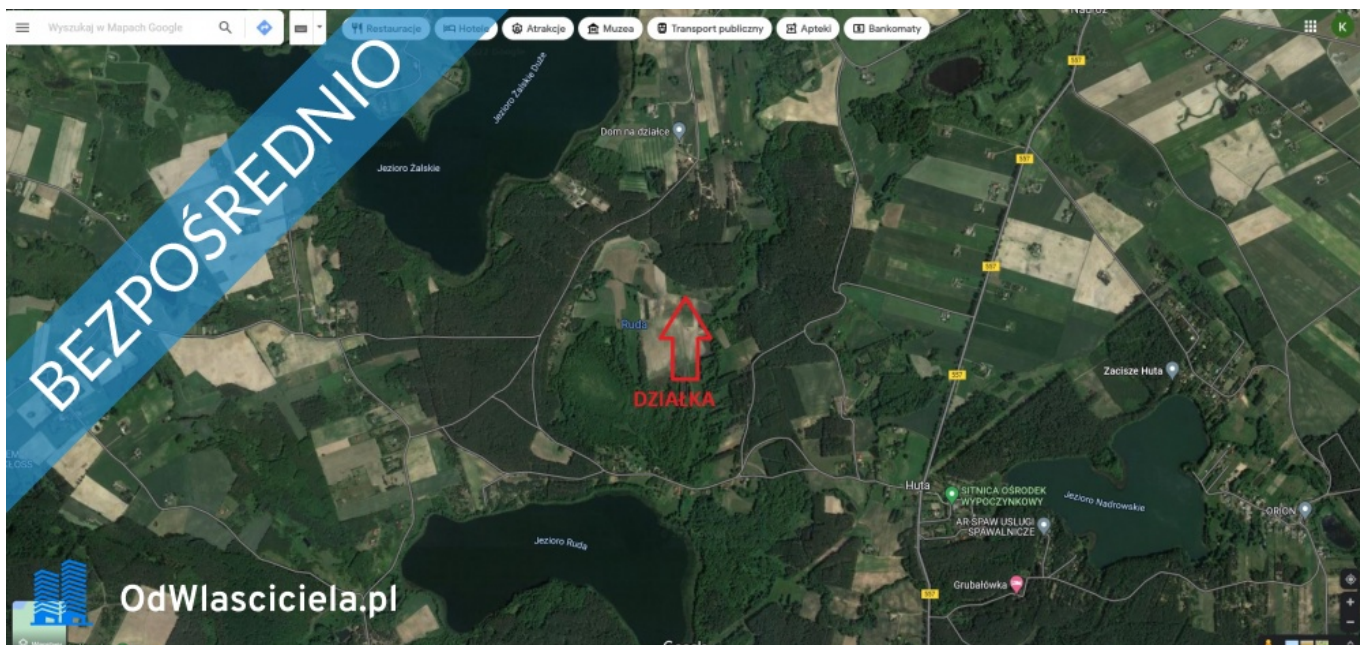 Wyszukaj w Mapach Google
Restauracje
Hotele
Atrakcje
Muzea
Transport publiczny
Apteki
Bankomaty
K
557
Jezioro Żalskie Duże
Dom na działce
557
Jezioro Żalskie
BEZPOŚREDNIO
557
Ruda
Zacisze Huta
557
DZIAŁKA
Huta
SITNICA OŚRODEK
WYPOCZYNKOWY
Jezioro Nadrowskie
ORION
AR-SPAW USŁUGI
SPAWALNICZE
Jezioro Ruda
Grubałówka
557
OdWlasciciela.pl